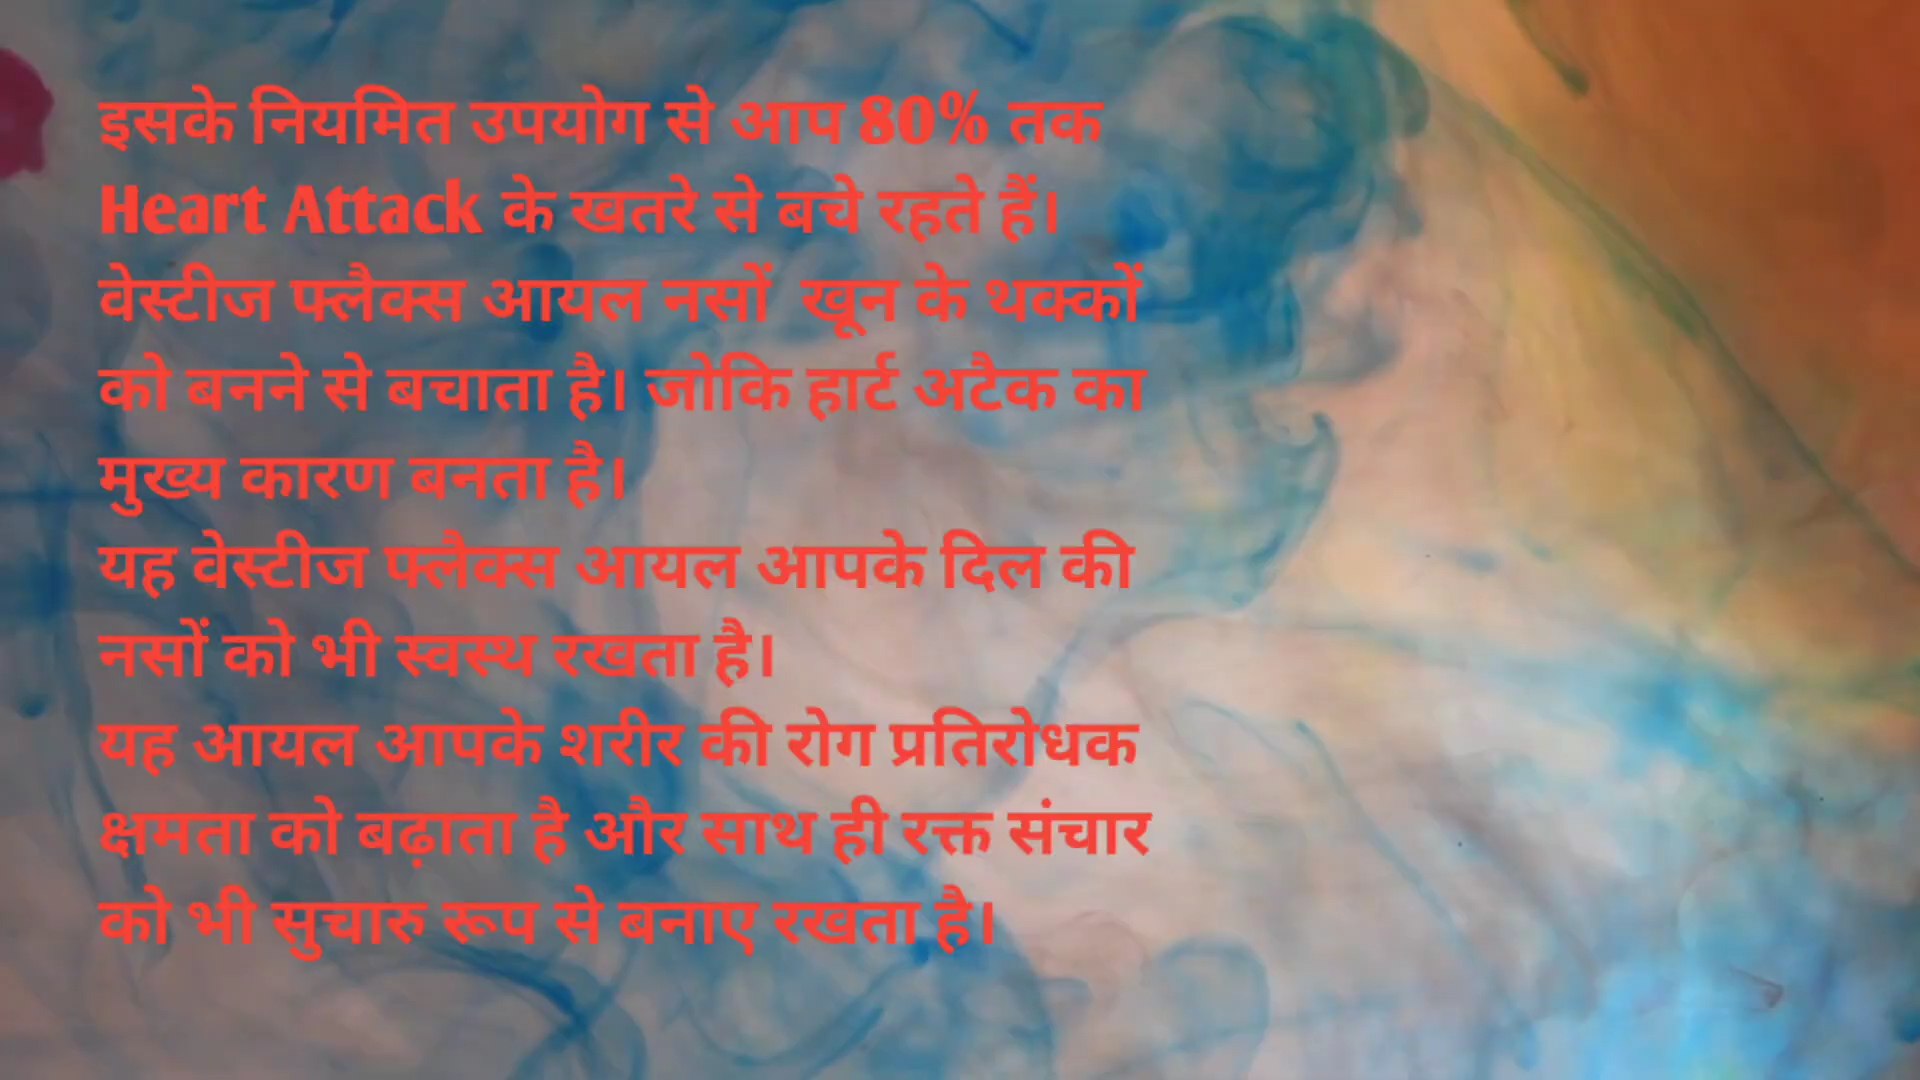 इसके नियमित उपयोग से आप 80% तक
Heart Attack के खतरे से बचे रहते हैं।
वेस्टीज फ्लैक्स आयल नसों खून के थक्कों
को बनने से बचाता है। जोकि हार्ट अटैक का
मुख्य कारण बनता है।
यह वेस्टीज फ्लैक्स आयल आपके दिल की
नसों को भी स्वस्थ रखता है।
यह आयल आपके शरीर की रोग प्रतिरोधक
क्षमता को बढ़ाता है और साथ ही रक्त संचार
को भी सुचारु रूप से बनाए रखता है।